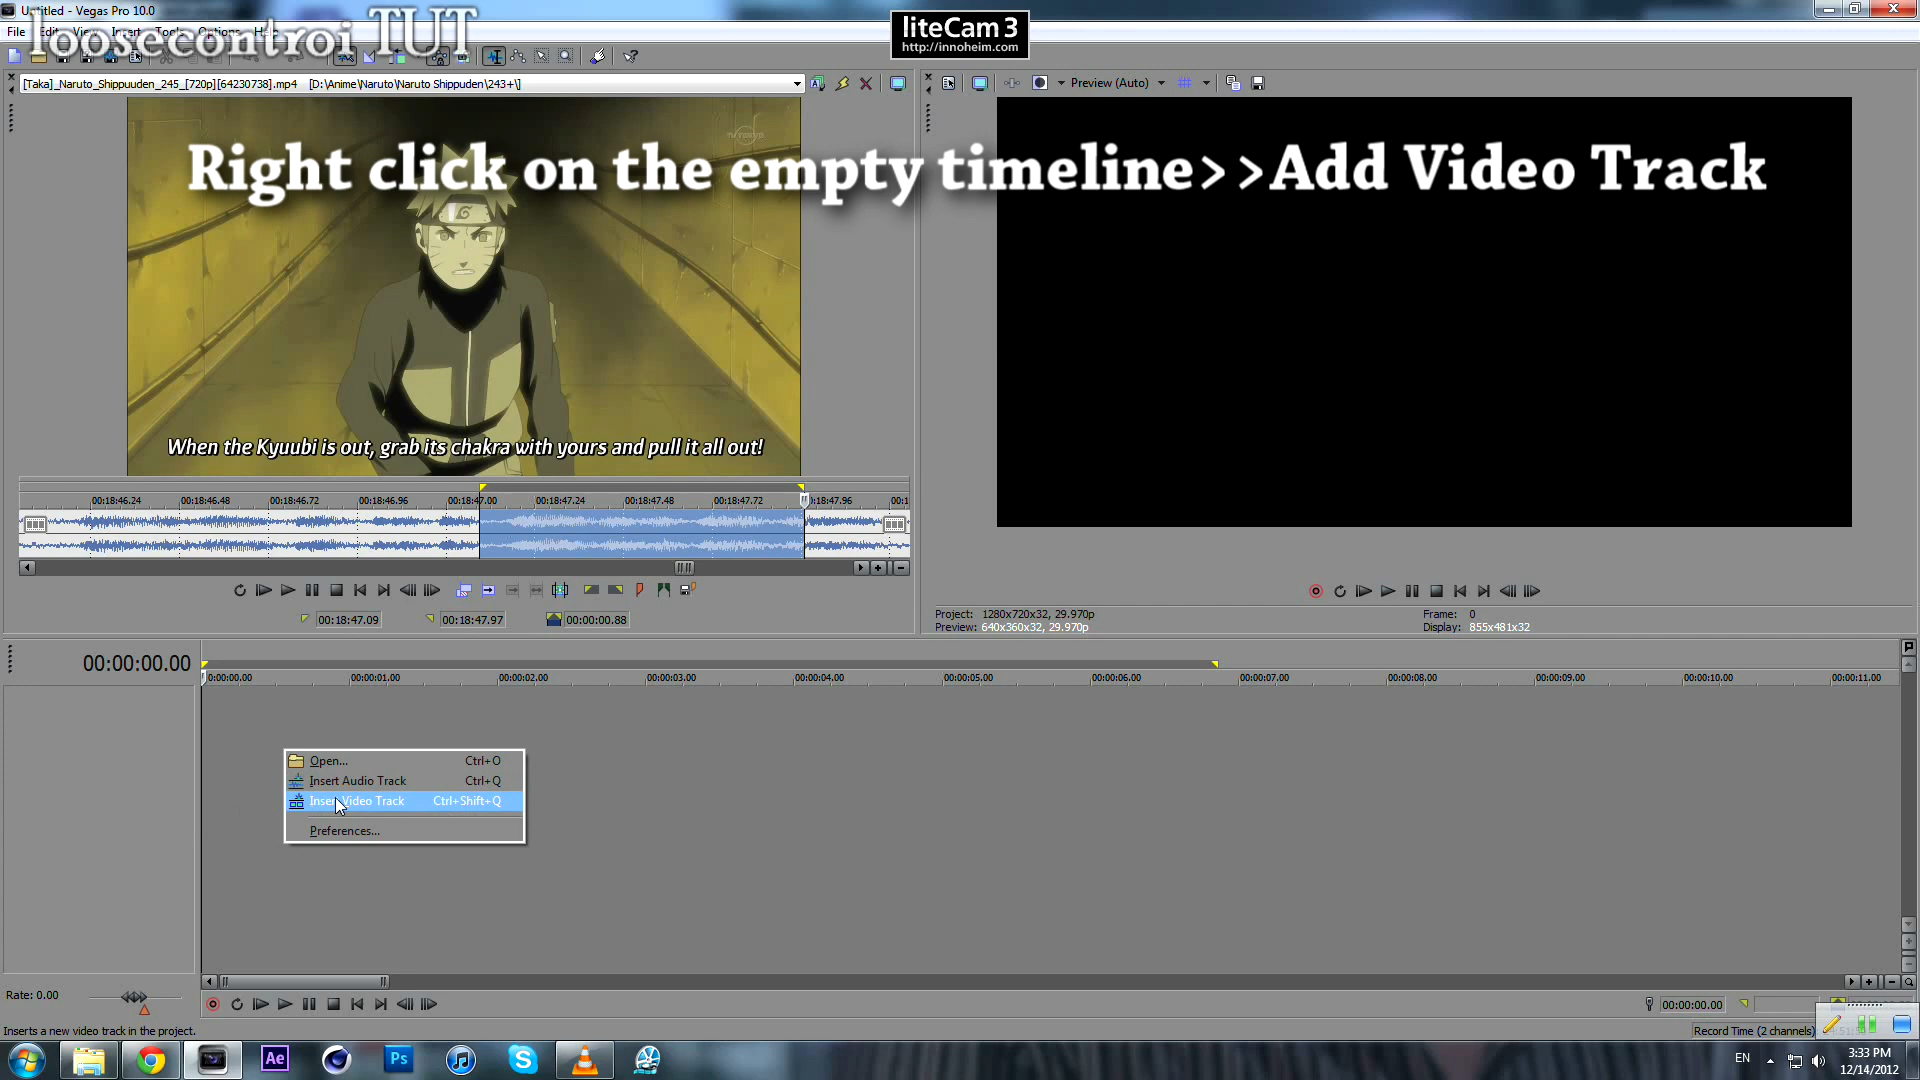 Untitled - Vegas Pro 10.0
File Edit View Insert Tools Options Help
loosecontrol TUT
liteCam 3
http://innoheim.com
[Taka]_Naruto_Shippuuden_245_[720p][64230738].mp4 [D:\Anime\Naruto\Naruto Shippuden\243+\]
Preview (Auto)
Right click on the empty timeline>>Add Video Track
When the Kyuubi is out, grab its chakra with yours and pull it all out!
00:18:46.24 00:18:46.48 00:18:46.72 00:18:46.96 00:18:47.00 00:18:47.24 00:18:47.48 00:18:47.72 00:18:47.96
00:18:47.09 00:18:47.97 00:00:00.88
Project: 1280x720x32, 29.970p
Preview: 640x360x32, 29.970p
Frame: 0
Display: 855x481x32
00:00:00.00
0:00:00.00 00:00:01.00 00:00:02.00 00:00:03.00 00:00:04.00 00:00:05.00 00:00:06.00 00:00:07.00 00:00:08.00 00:00:09.00 00:00:10.00 00:00:11.00
Open... Ctrl+O
Insert Audio Track Ctrl+Q
Insert Video Track Ctrl+Shift+Q
Preferences...
Rate: 0.00
00:00:00.00
Inserts a new video track in the project.
Record Time (2 channels)
Ae
Ps
EN
3:33 PM
12/14/2012